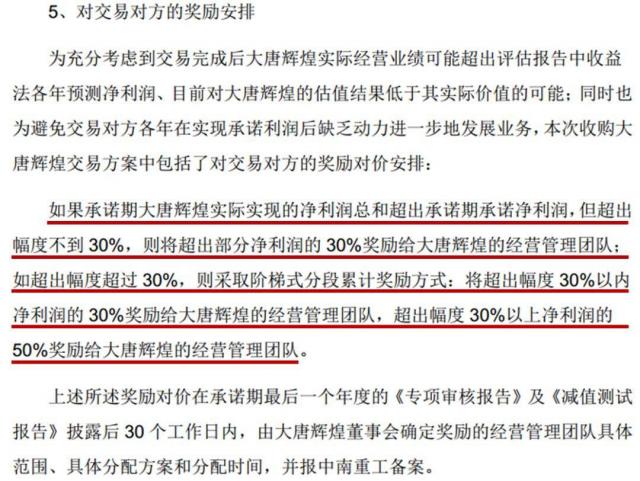 5、对交易对方的奖励安排
为充分考虑到交易完成后大唐辉煌实际经营业绩可能超出评估报告中收益
法各年预测净利润、目前对大唐辉煌的估值结果低于其实际价值的可能；同时也
为避免交易对方各年在实现承诺利润后缺乏动力进一步地发展业务，本次收购大
唐辉煌交易方案中包括了对交易对方的奖励对价安排：
如果承诺期大唐辉煌实际实现的净利润总和超出承诺期承诺净利润，但超出
幅度不到 30%，则将超出部分净利润的 30%奖励给大唐辉煌的经营管理团队；
如超出幅度超过 30%，则采取阶梯式分段累计奖励方式：将超出幅度 30%以内
净利润的 30%奖励给大唐辉煌的经营管理团队，超出幅度 30%以上净利润的
50%奖励给大唐辉煌的经营管理团队。
上述所述奖励对价在承诺期最后一个年度的《专项审核报告》及《减值测试
报告》披露后 30 个工作日内，由大唐辉煌董事会确定奖励的经营管理团队具体
范围、具体分配方案和分配时间，并报中南重工备案。